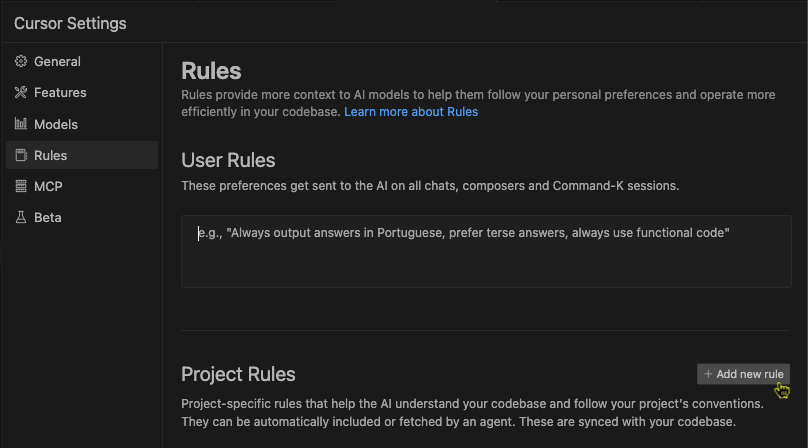 Cursor Settings
General
Features
Models
Rules
MCP
Beta
Rules
Rules provide more context to AI models to help them follow your personal preferences and operate more
efficiently in your codebase. Learn more about Rules
User Rules
These preferences get sent to the AI on all chats, composers and Command-K sessions.
e.g., "Always output answers in Portuguese, prefer terse answers, always use functional code"
Project Rules
+ Add new rule
Project-specific rules that help the AI understand your codebase and follow your project's conventions.
They can be automatically included or fetched by an agent. These are synced with your codebase.